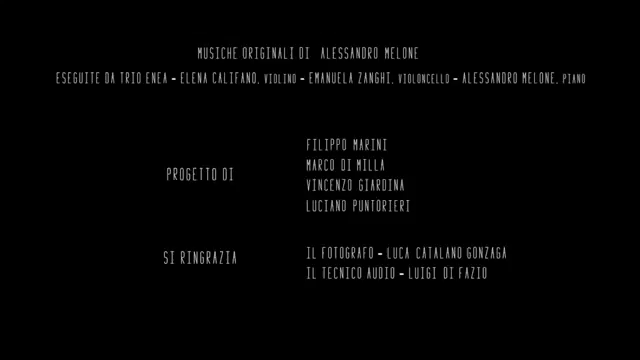 MUSICHE ORIGINALI DI ALESSANDRO MELONE
ESEGUITE DA TRIO ENEA - ELENA CALIFANO, VIOLINO - EMANUELA ZANGHI, VIOLONCELLO - ALESSANDRO MELONE, PIANO
PROGETTO DI
FILIPPO MARINI
MARCO DI MILLA
VINCENZO GIARDINA
LUCIANO PUNTORIERI
SI RINGRAZIA
IL FOTOGRAFO - LUCA CATALANO GONZAGA
IL TECNICO AUDIO - LUIGI DI FAZIO